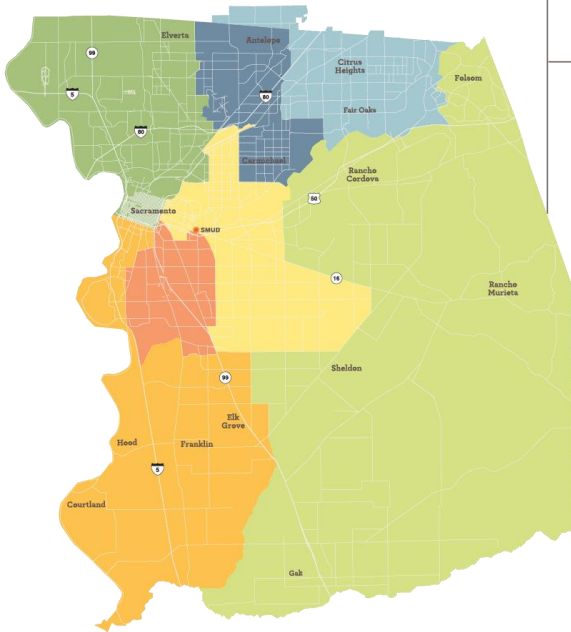 Elverta
Antelope
99
Citrus
Heights
Folsom
5
80
Fair Oaks
80
Carmichael
Rancho
Cordova
50
Sacramento
SMUD
16
Rancho
Murieta
Sheldon
99
Elk
Grove
Hood
Franklin
5
Courtland
Gak